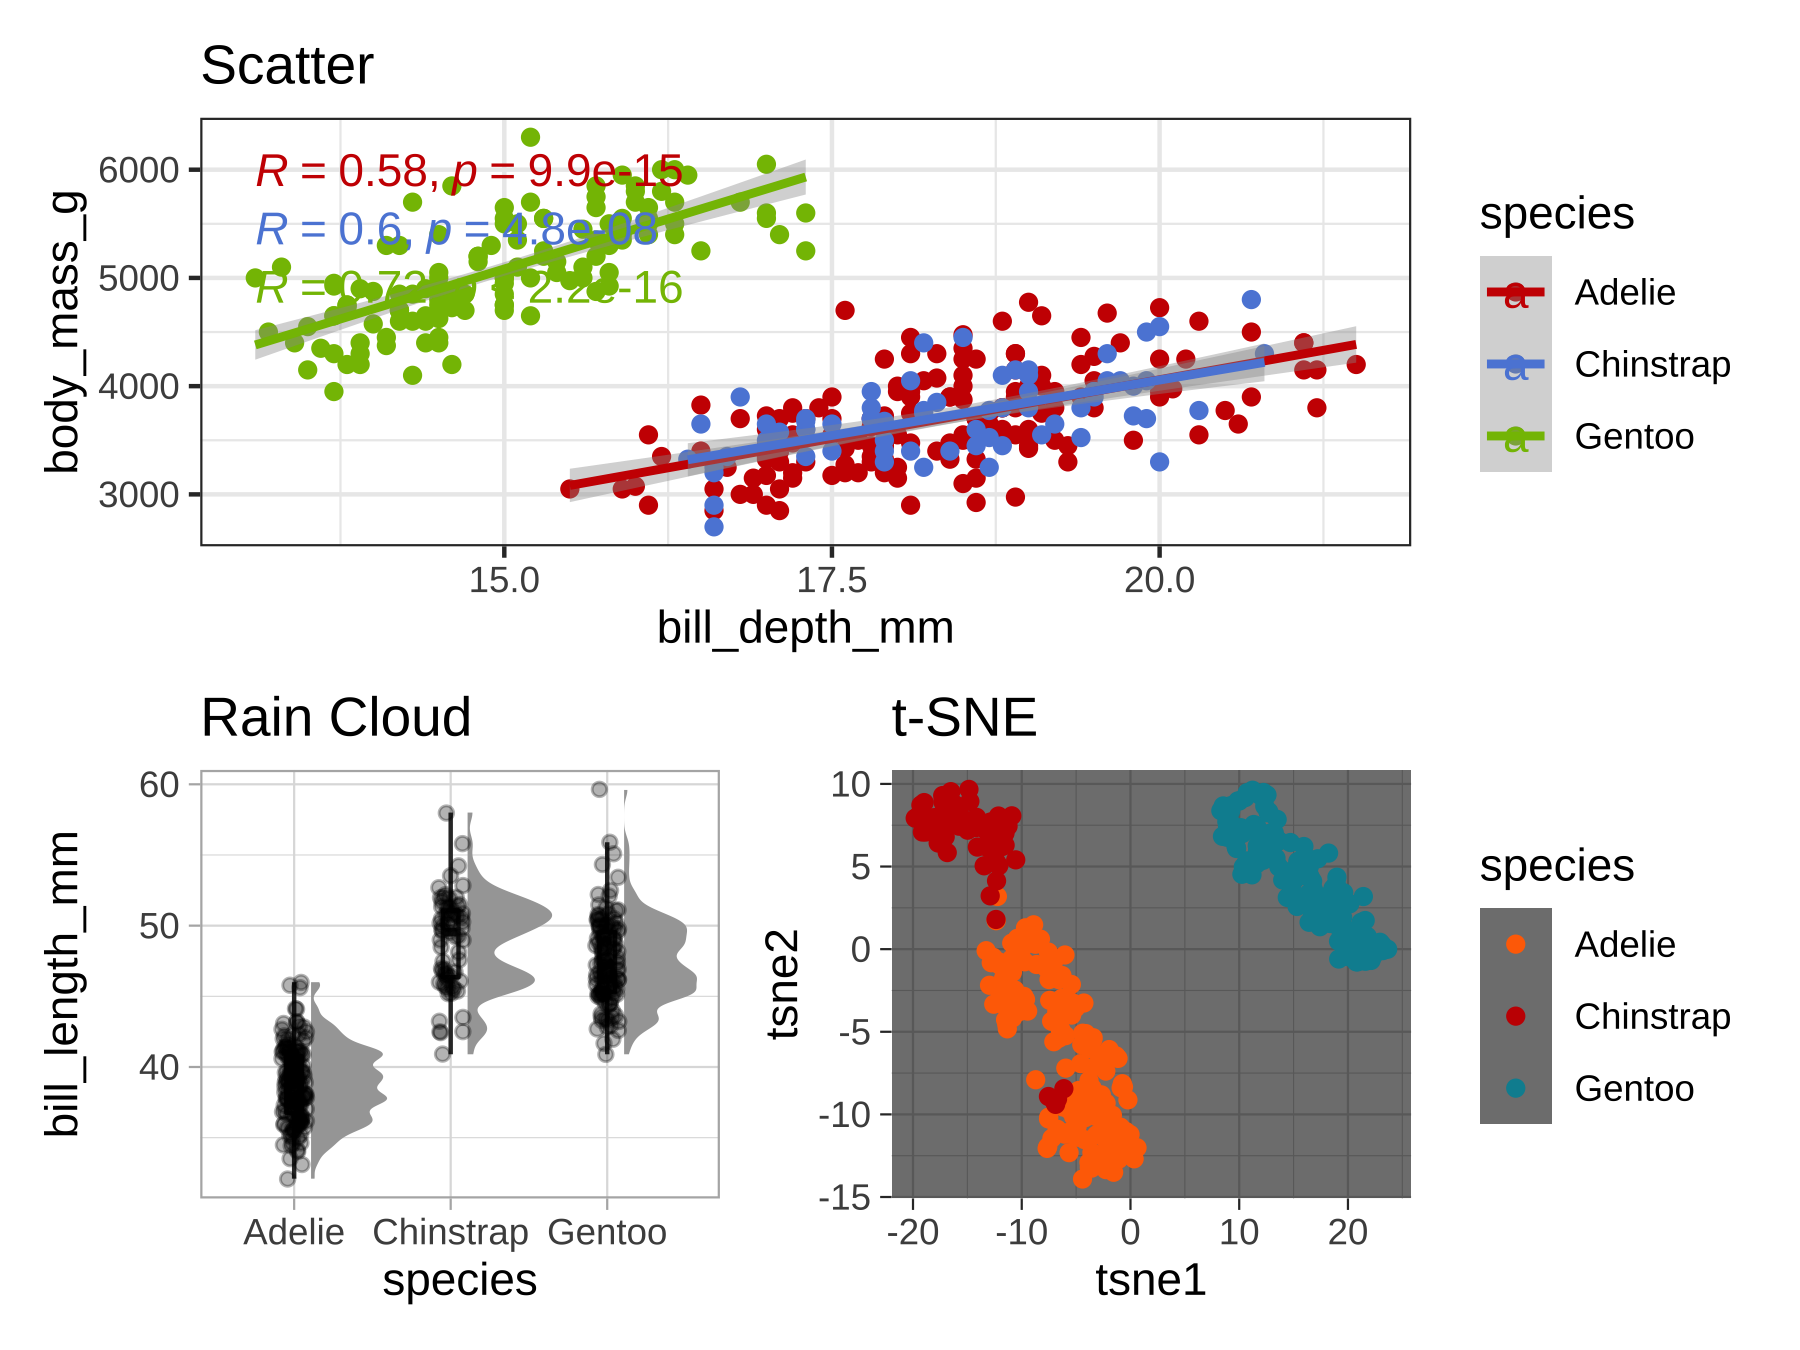 Scatter
6000
5000
4000
3000
body_mass_g
R = 0.58, p = 9.9e-15
R = 0.6, p = 4.8e-08
15.0 17.5 20.0
bill_depth_mm
species
a Adelie
a Chinstrap
a Gentoo
Rain Cloud
60
50
40
bill_length_mm
Adelie Chinstrap Gentoo
species
t-SNE
10
5
0
-5
-10
-15
tsne2
-20 -10 0 10 20
tsne1
species
Adelie
Chinstrap
Gentoo